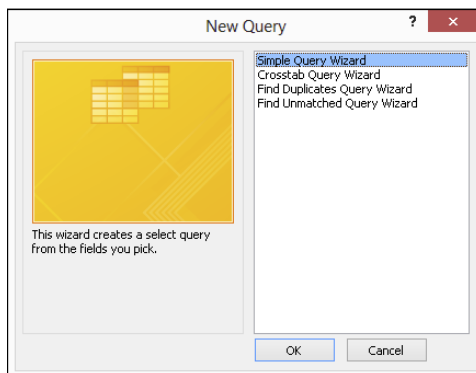 New Query
?
x
Simple Query Wizard
Crosstab Query Wizard
Find Duplicates Query Wizard
Find Unmatched Query Wizard
This wizard creates a select query
from the fields you pick.
OK
Cancel